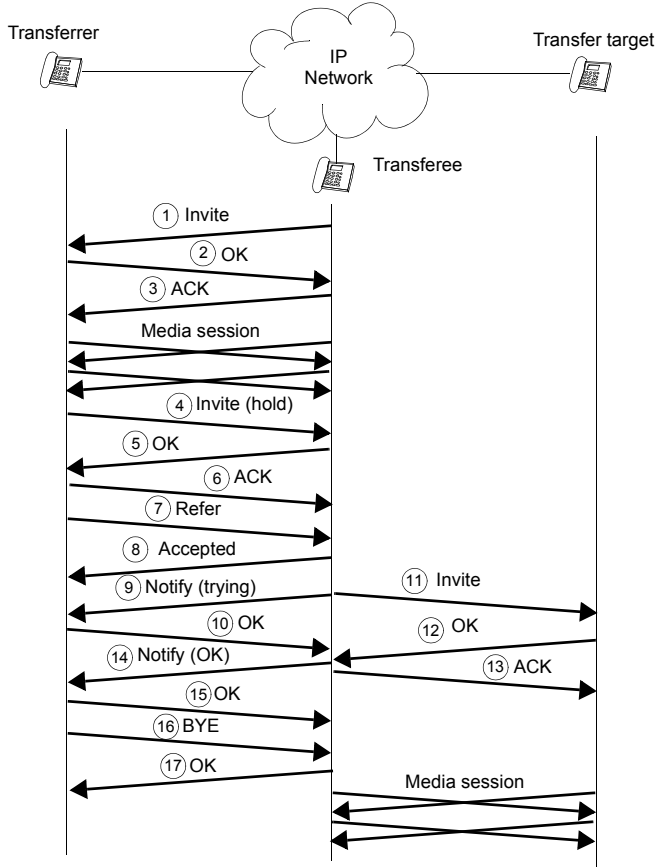 Transferrer
IP
Network
Transfer target
Transferee
1 Invite
2 OK
3 ACK
Media session
4 Invite (hold)
5 OK
6 ACK
7 Refer
8 Accepted
9 Notify (trying)
11 Invite
10 OK
12 OK
14 Notify (OK)
13 ACK
15 OK
16 BYE
17 OK
Media session